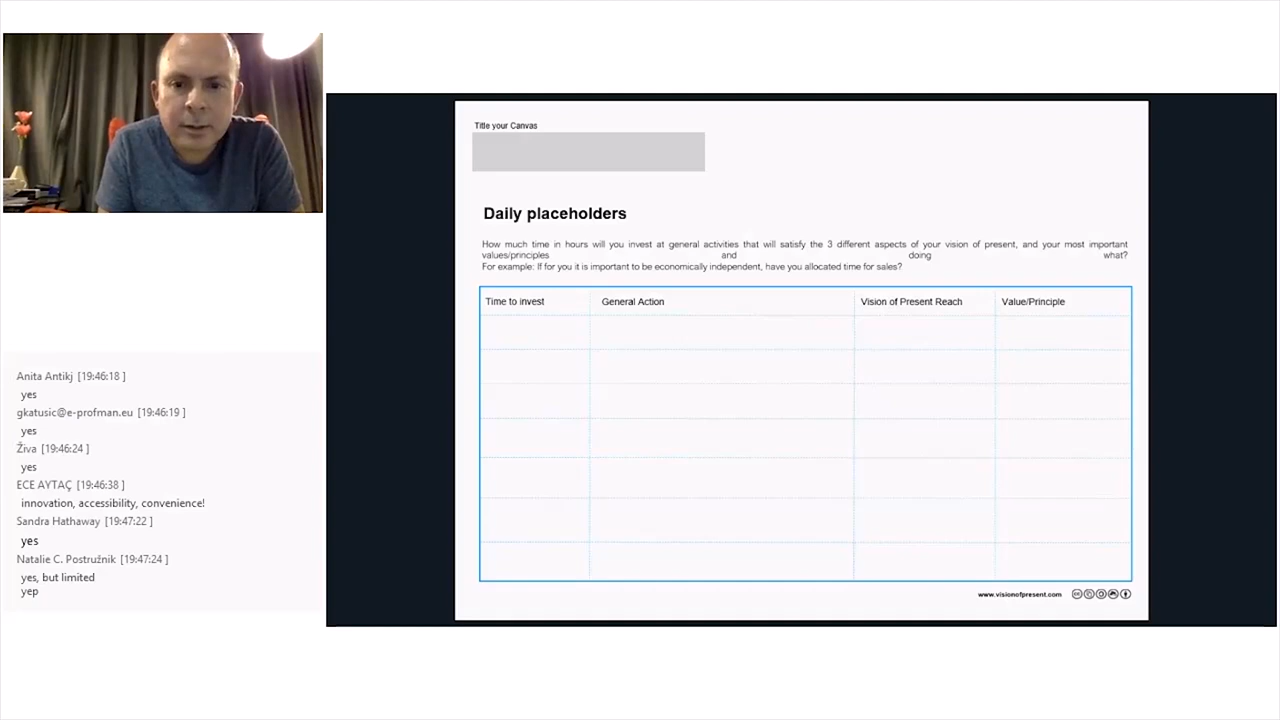 Title your Canvas
Daily placeholders
How much time in hours will you invest at general activities that will satisfy the 3 different aspects of your vision of present, and your most important
values/principles and doing what?
For example: If for you it is important to be economically independent, have you allocated time for sales?
Time to invest General Action Vision of Present Reach Value/Principle
www.visionofpresent.com
Anita Antikj [19:46:18 ]
yes
gkatusic@e-profman.eu [19:46:19 ]
yes
Živa [19:46:24 ]
yes
ECE AYTAÇ [19:46:38 ]
innovation, accessibility, convenience!
Sandra Hathaway [19:47:22 ]
yes
Natalie C. Postružnik [19:47:24 ]
yes, but limited
yep